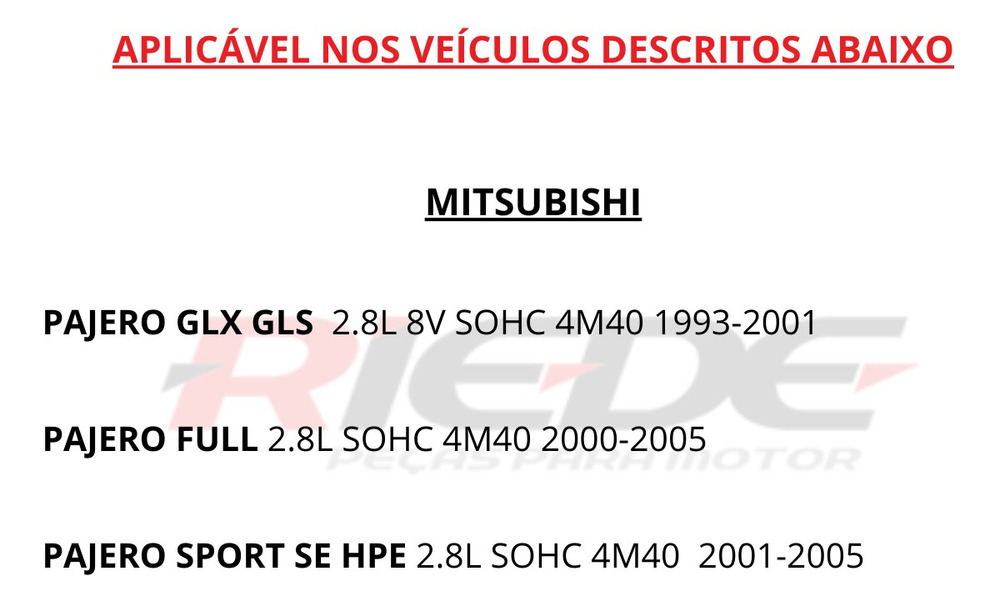 APLICÁVEL NOS VEÍCULOS DESCRITOS ABAIXO
MITSUBISHI
PAJERO GLX GLS 2.8L 8V SOHC 4M40 1993-2001
RIEDE
PAJERO FULL 2.8L SOHC 4M40 2000-2005
PEÇAS PARA MOTOR
PAJERO SPORT SE HPE 2.8L SOHC 4M40 2001-2005